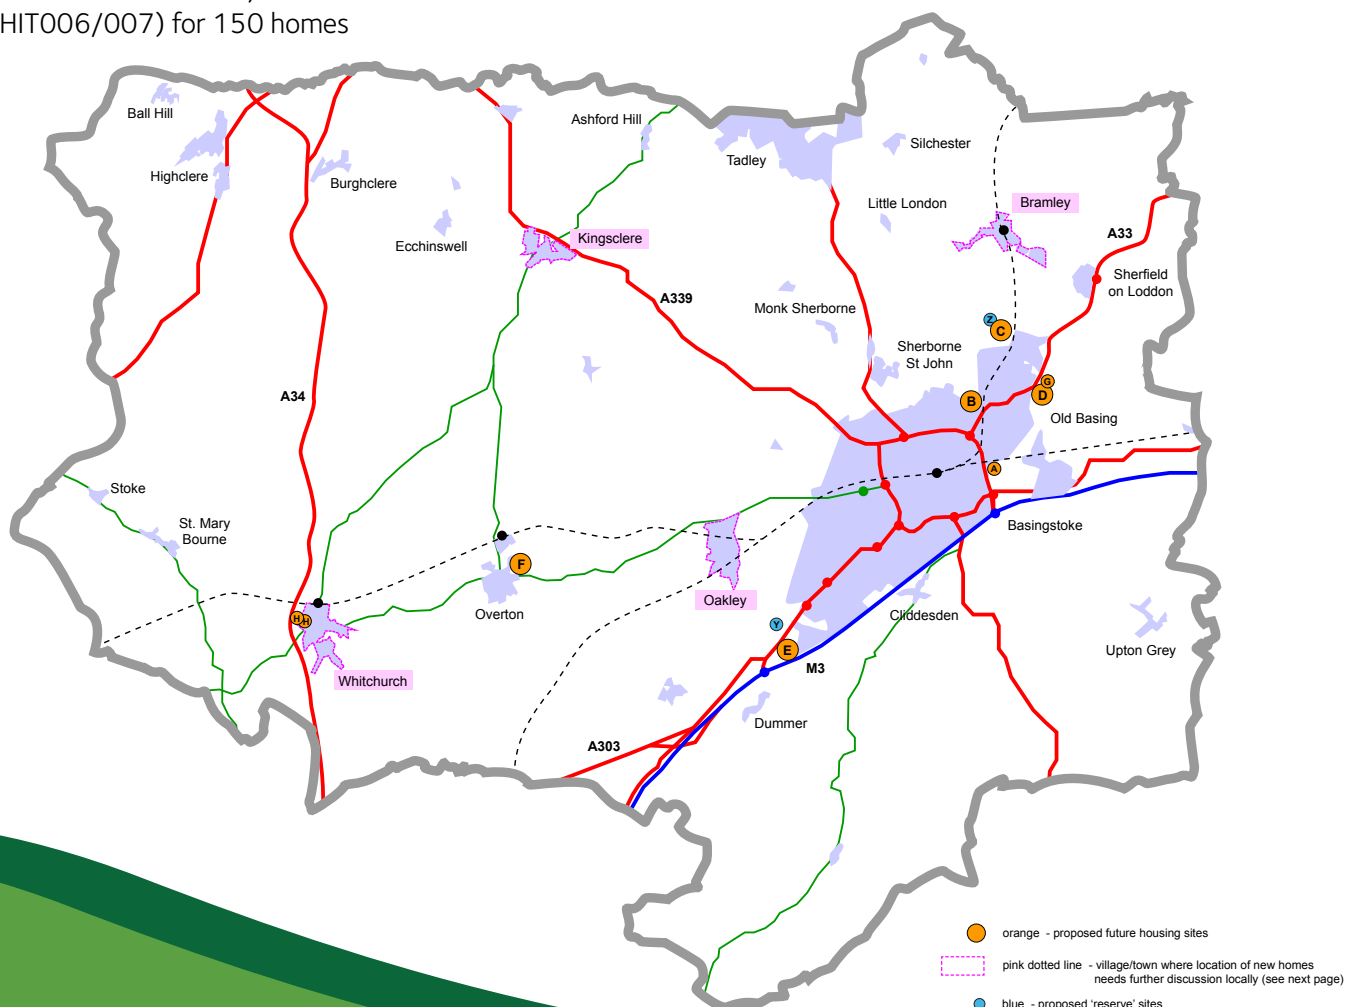 HIT006/007) for 150 homes
Ball Hill
Highclere
Burghclere
Ecchinswell
Ashford Hill
Kingsclere
Tadley
Silchester
Little London
Bramley
A33
Sherfield
on Loddon
A339
Monk Sherborne
Sherborne
St John
Z
C
G
D
B
Old Basing
A34
A
Stoke
St. Mary
Bourne
Basingstoke
F
Overton
Oakley
Cliddesden
H
H
Whitchurch
Y
E
M3
Upton Grey
Dummer
A303
orange - proposed future housing sites
pink dotted line - village/town where location of new homes
needs further discussion locally (see next page)
blue - proposed 'reserve' sites